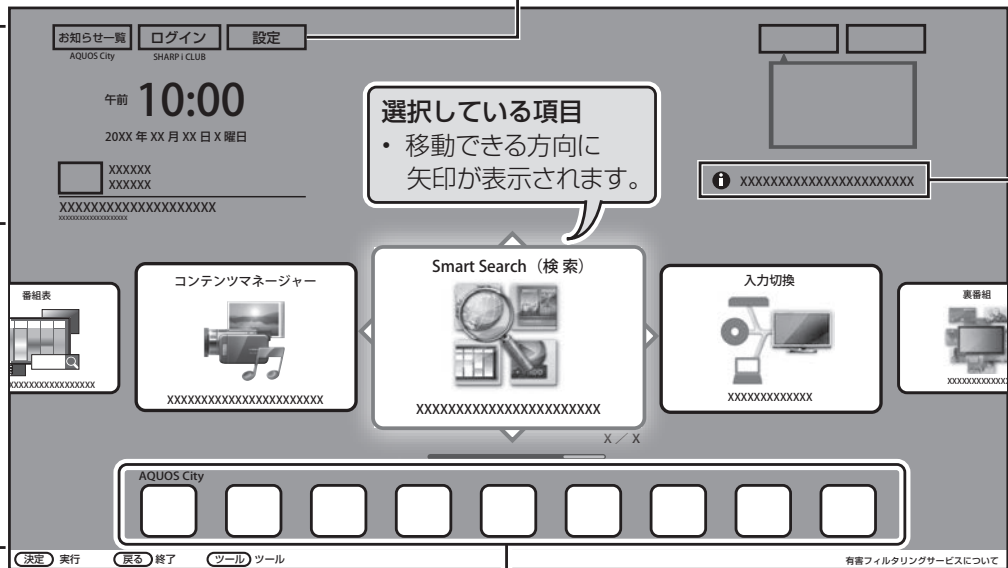 お知らせ一覧 ログイン 設定
AQUOS City SHARP i CLUB
午前 10:00
20XX 年 XX 月 XX 日 X 曜日
XXXXXX
XXXXXX
XXXXXXXXXXXXXXXXXXXX
XXXXXXXXXXXXXXXXXXXX
選択している項目
・ 移動できる方向に
矢印が表示されます。
XXXXXXXXXXXXXXXXXXXXXXX
番組表
XXXXXXXXXXXXXXXXX
コンテンツマネージャー
XXXXXXXXXXXXXXXXXXXXXXX
Smart Search（検 索）
XXXXXXXXXXXXXXXXXXXXXXX
入力切換
XXXXXXXXXXXXX
裏番組
XXXXXXXXXXXXX
X ／ X
AQUOS City
決定 実行 戻る 終了 ツール ツール
有害フィルタリングサービスについて